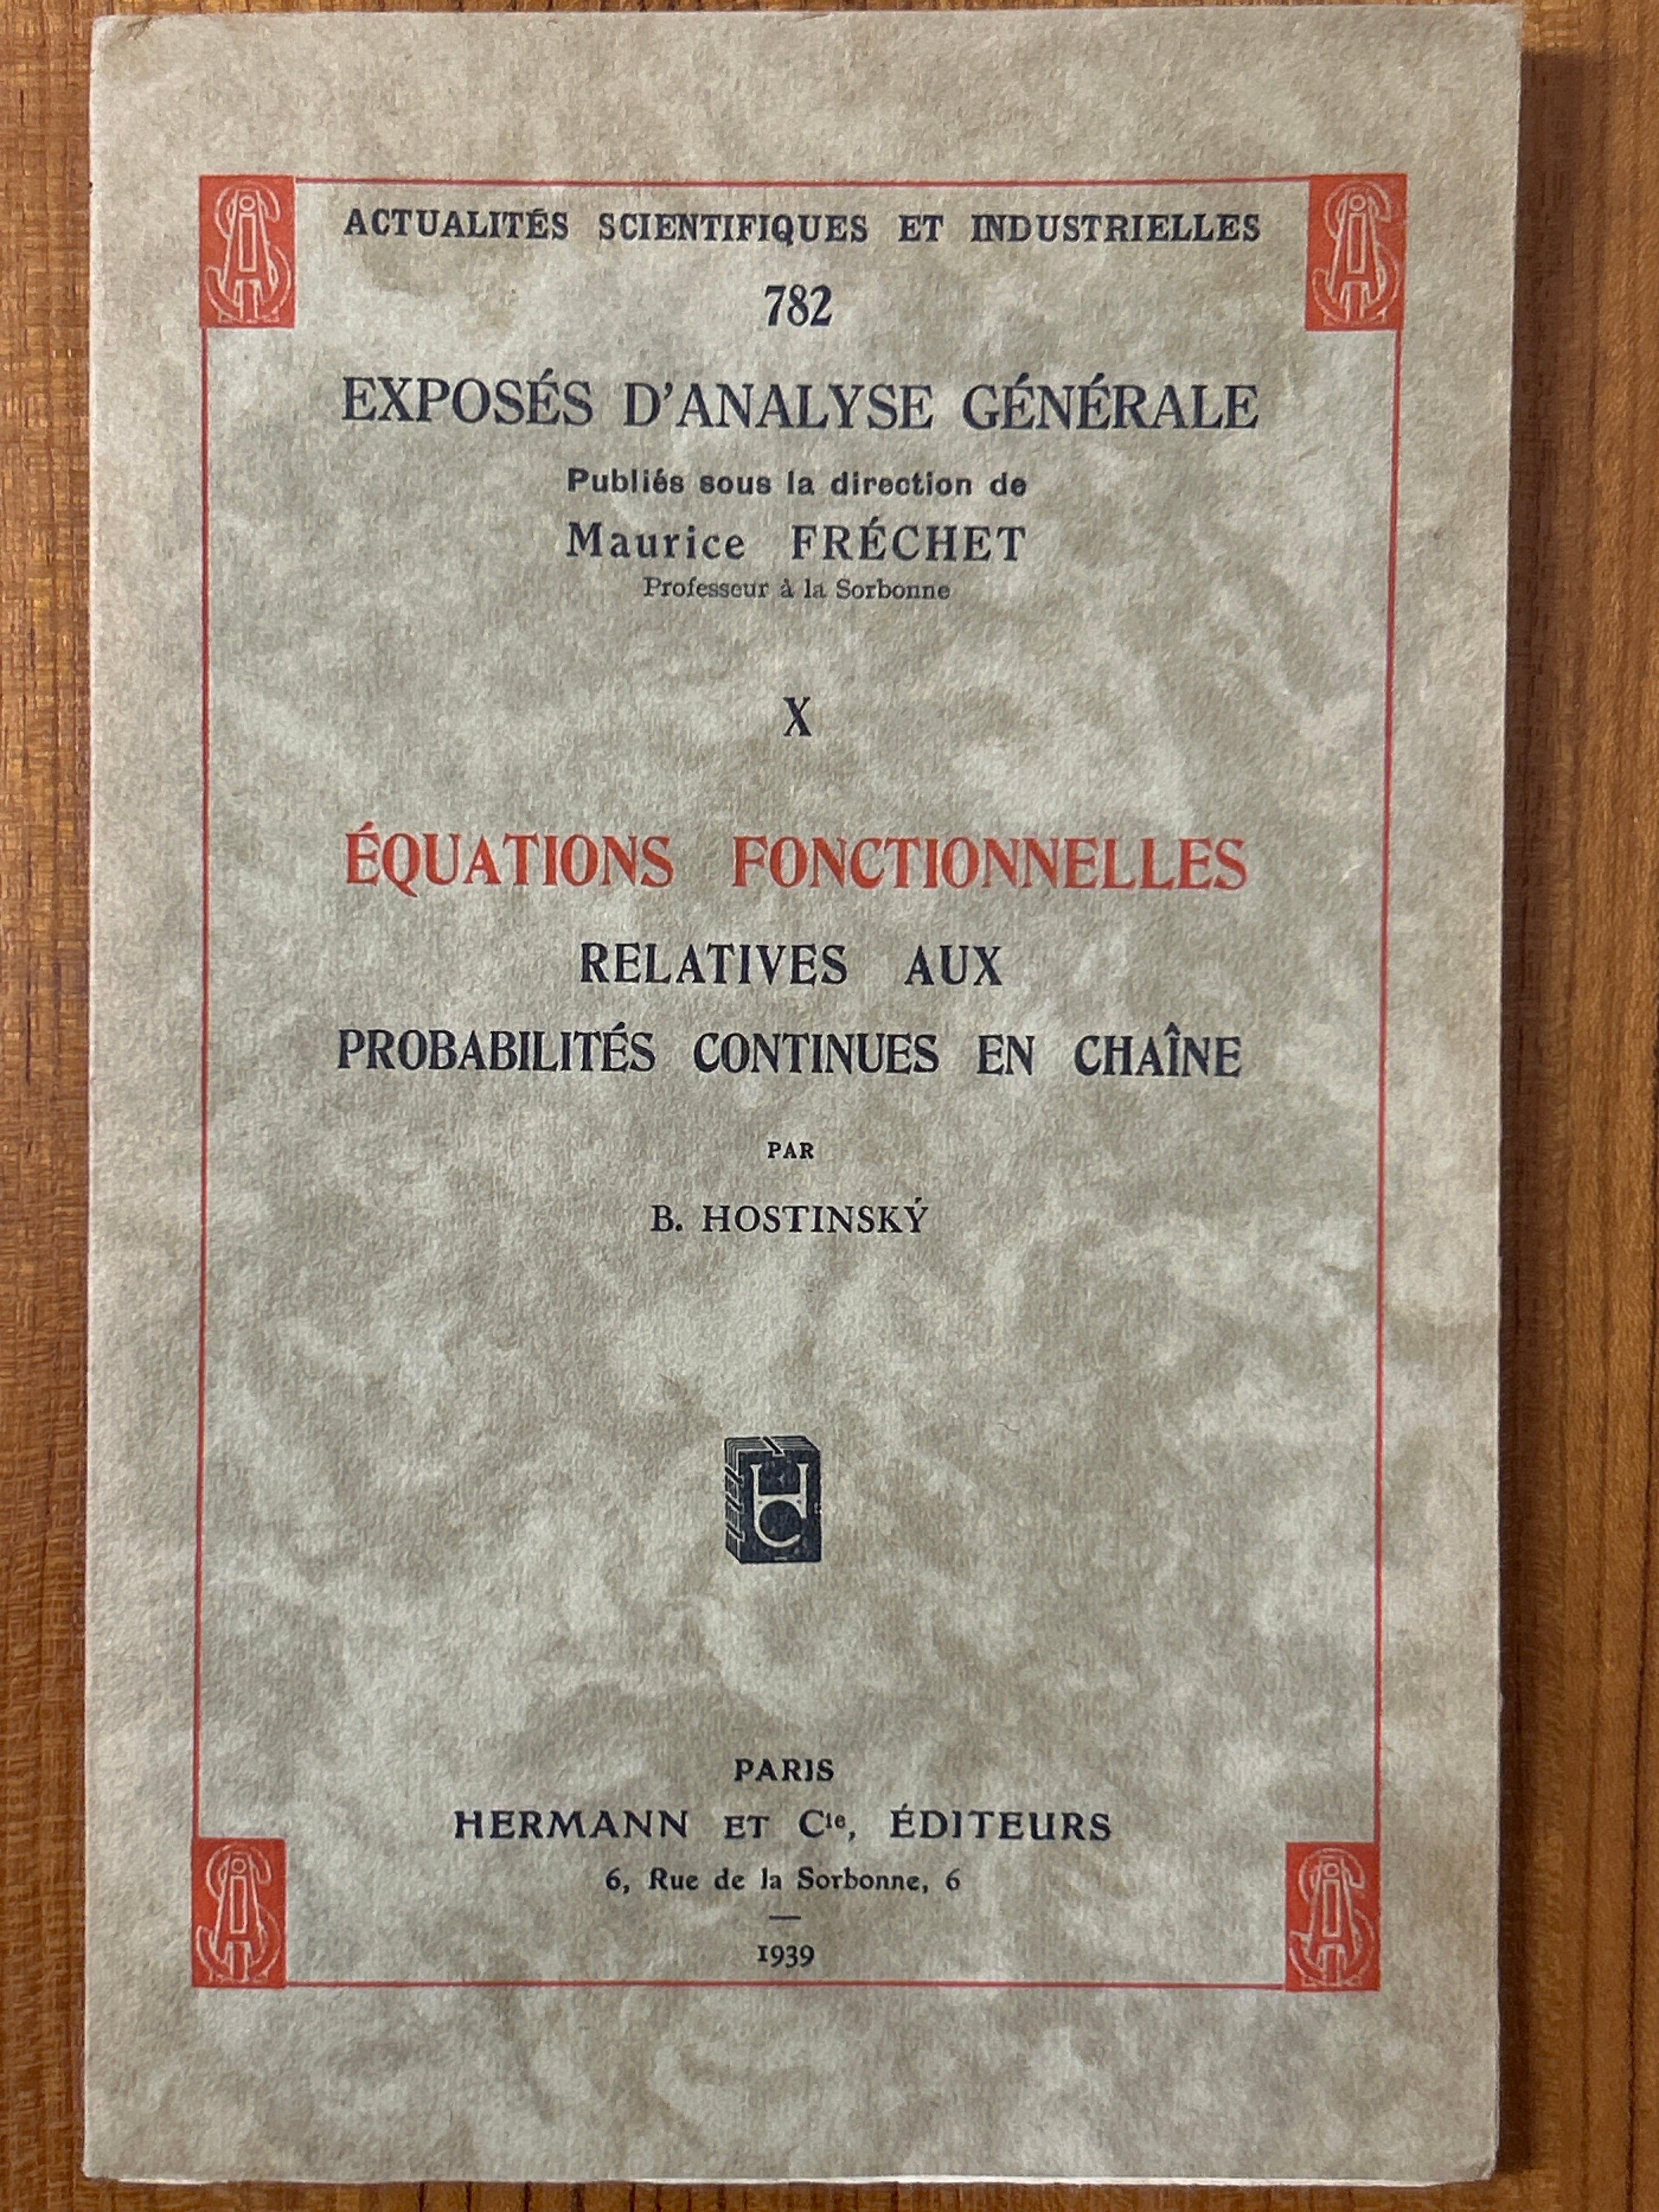 ACTUALITÉS SCIENTIFIQUES ET INDUSTRIELLES
782
EXPOSÉS D'ANALYSE GÉNÉRALE
Publiés sous la direction de
Maurice FRÉCHET
Professeur à la Sorbonne
X
ÉQUATIONS FONCTIONNELLES
RELATIVES AUX
PROBABILITÉS CONTINUES EN CHAÎNE
PAR
B. HOSTINSKÝ
HC
PARIS
HERMANN ET Cie, ÉDITEURS
6, Rue de la Sorbonne, 6
1939